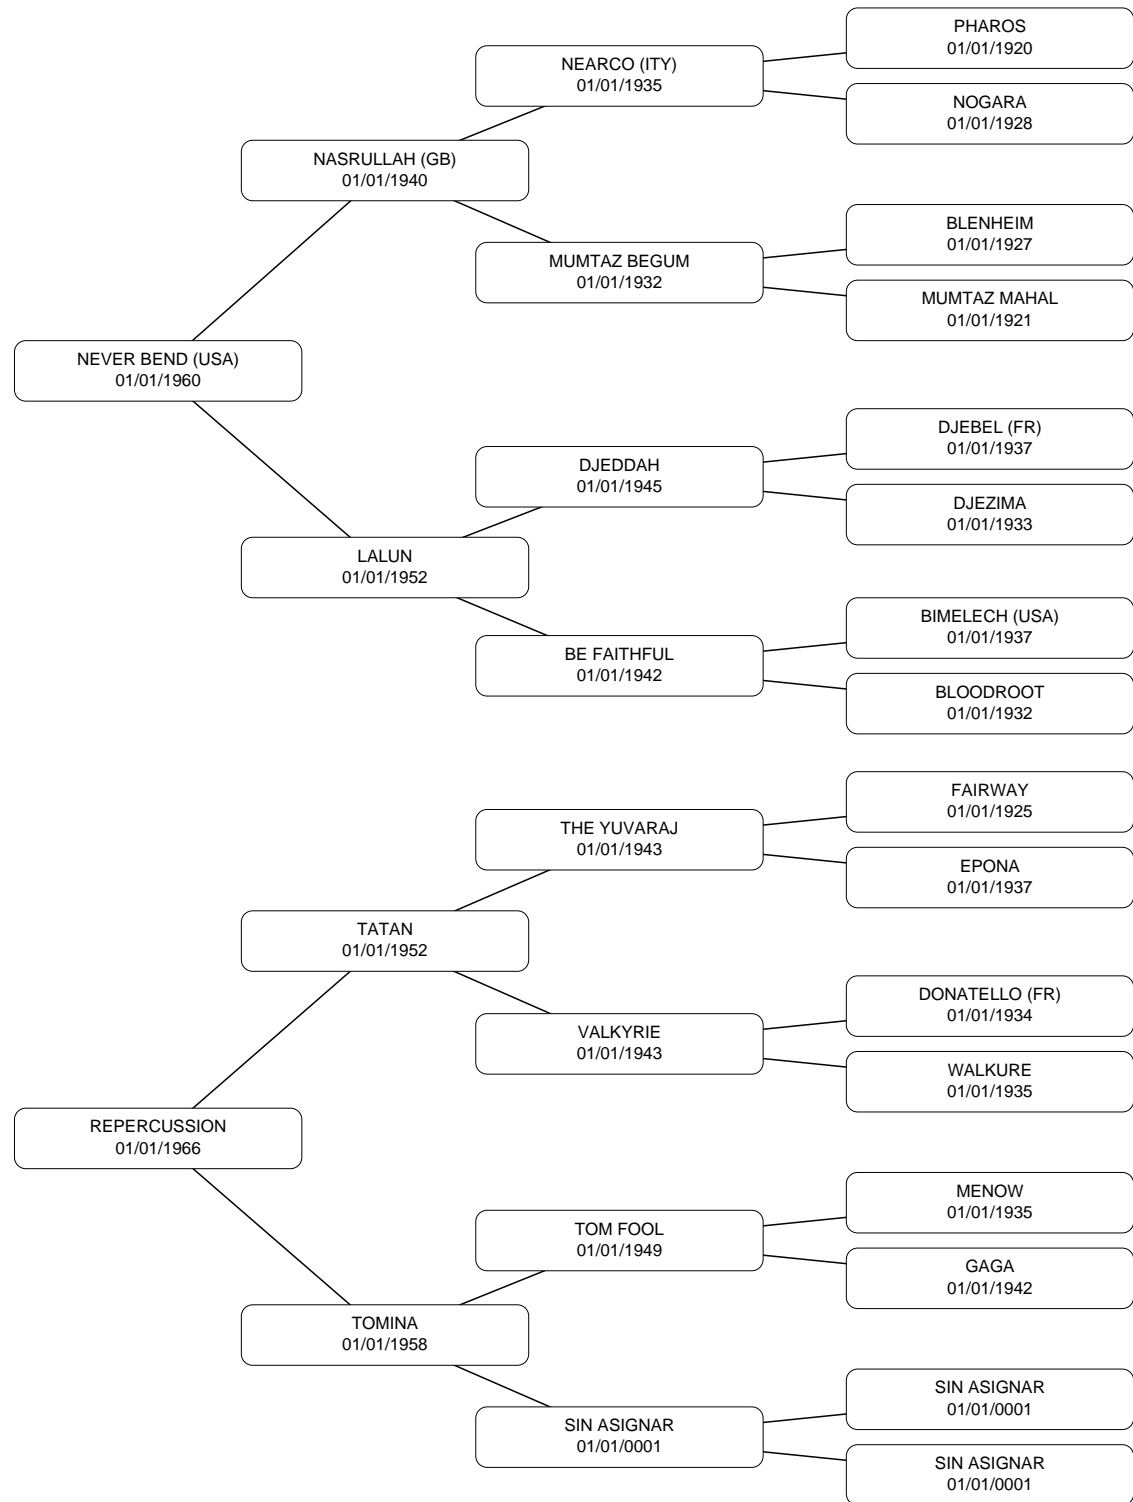 PHAROS
01/01/1920
NEARCO (ITY)
01/01/1935
NOGARA
01/01/1928
NASRULLAH (GB)
01/01/1940
BLENHEIM
01/01/1927
MUMTAZ BEGUM
01/01/1932
MUMTAZ MAHAL
01/01/1921
NEVER BEND (USA)
01/01/1960
DJEBEL (FR)
01/01/1937
DJEDDAH
01/01/1945
DJEZIMA
01/01/1933
LALUN
01/01/1952
BIMELECH (USA)
01/01/1937
BE FAITHFUL
01/01/1942
BLOODROOT
01/01/1932
FAIRWAY
01/01/1925
THE YUVARAJ
01/01/1943
EPONA
01/01/1937
TATAN
01/01/1952
DONATELLO (FR)
01/01/1934
VALKYRIE
01/01/1943
WALKURE
01/01/1935
REPERCUSSION
01/01/1966
MENOW
01/01/1935
TOM FOOL
01/01/1949
GAGA
01/01/1942
TOMINA
01/01/1958
SIN ASIGNAR
01/01/0001
SIN ASIGNAR
01/01/0001
SIN ASIGNAR
01/01/0001